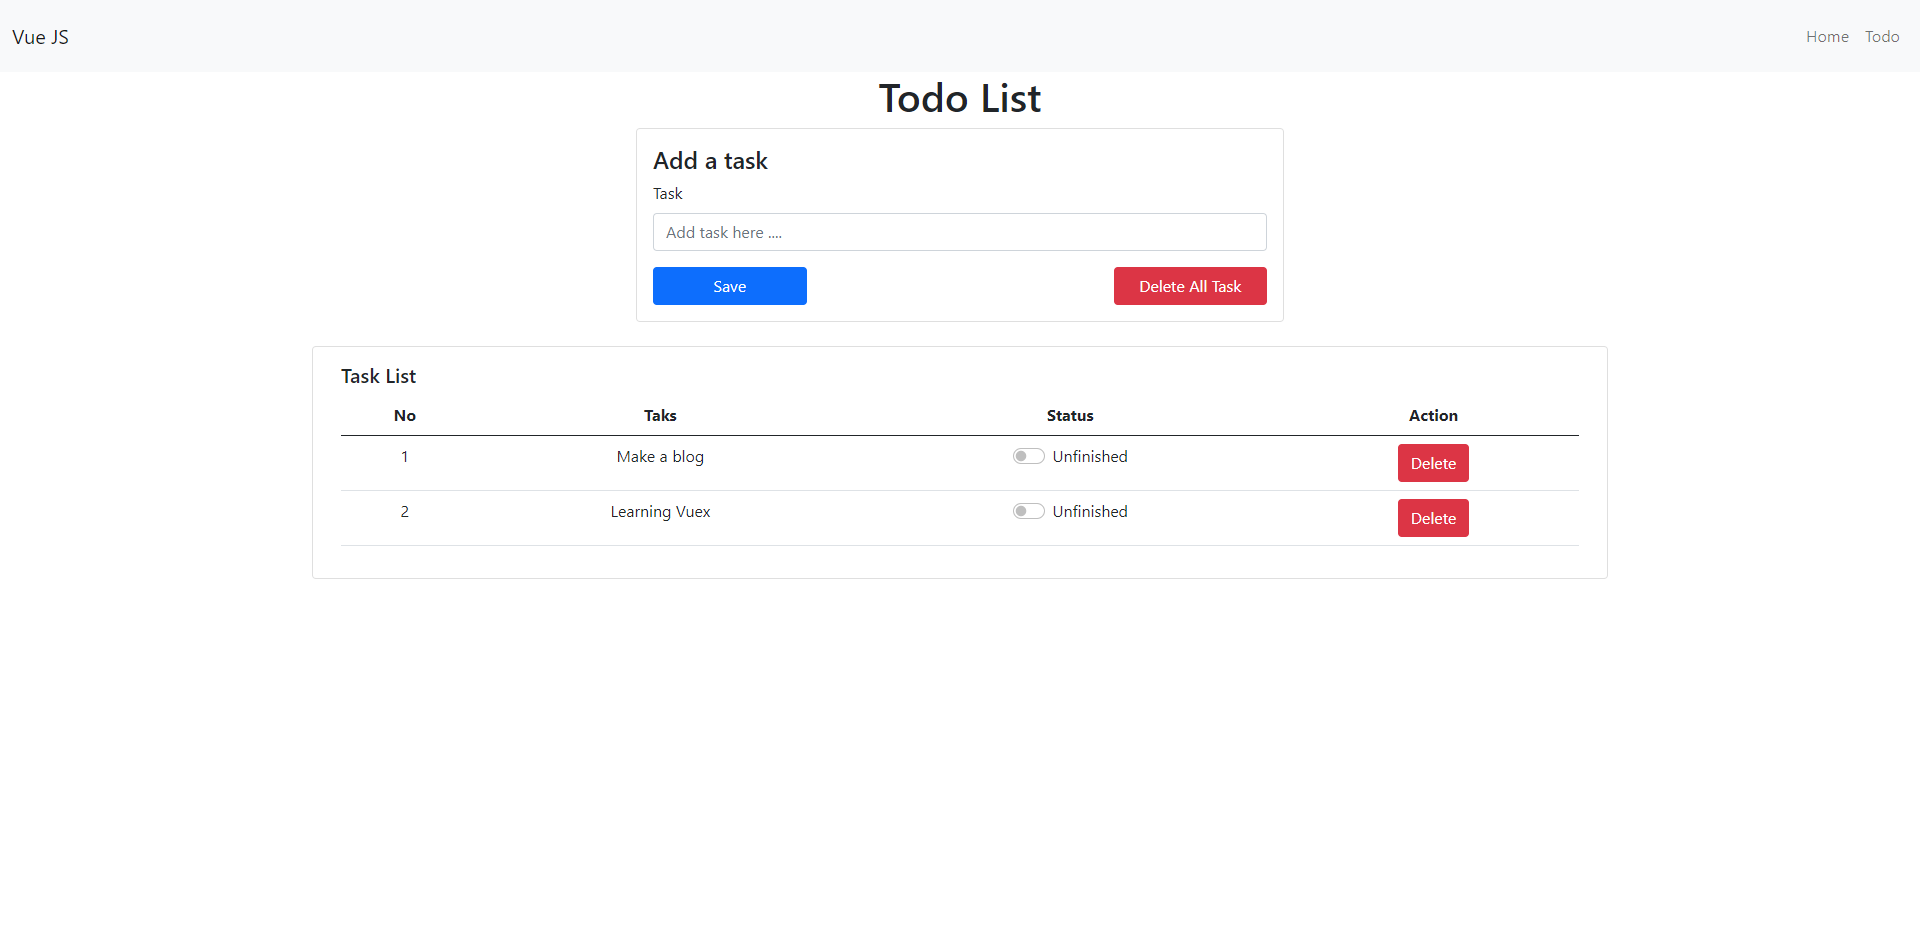 Vue JS Home Todo
Todo List
Add a task
Task
Add task here ....
Save Delete All Task
Task List
No Taks Status Action
1 Make a blog Unfinished Delete
2 Learning Vuex Unfinished Delete